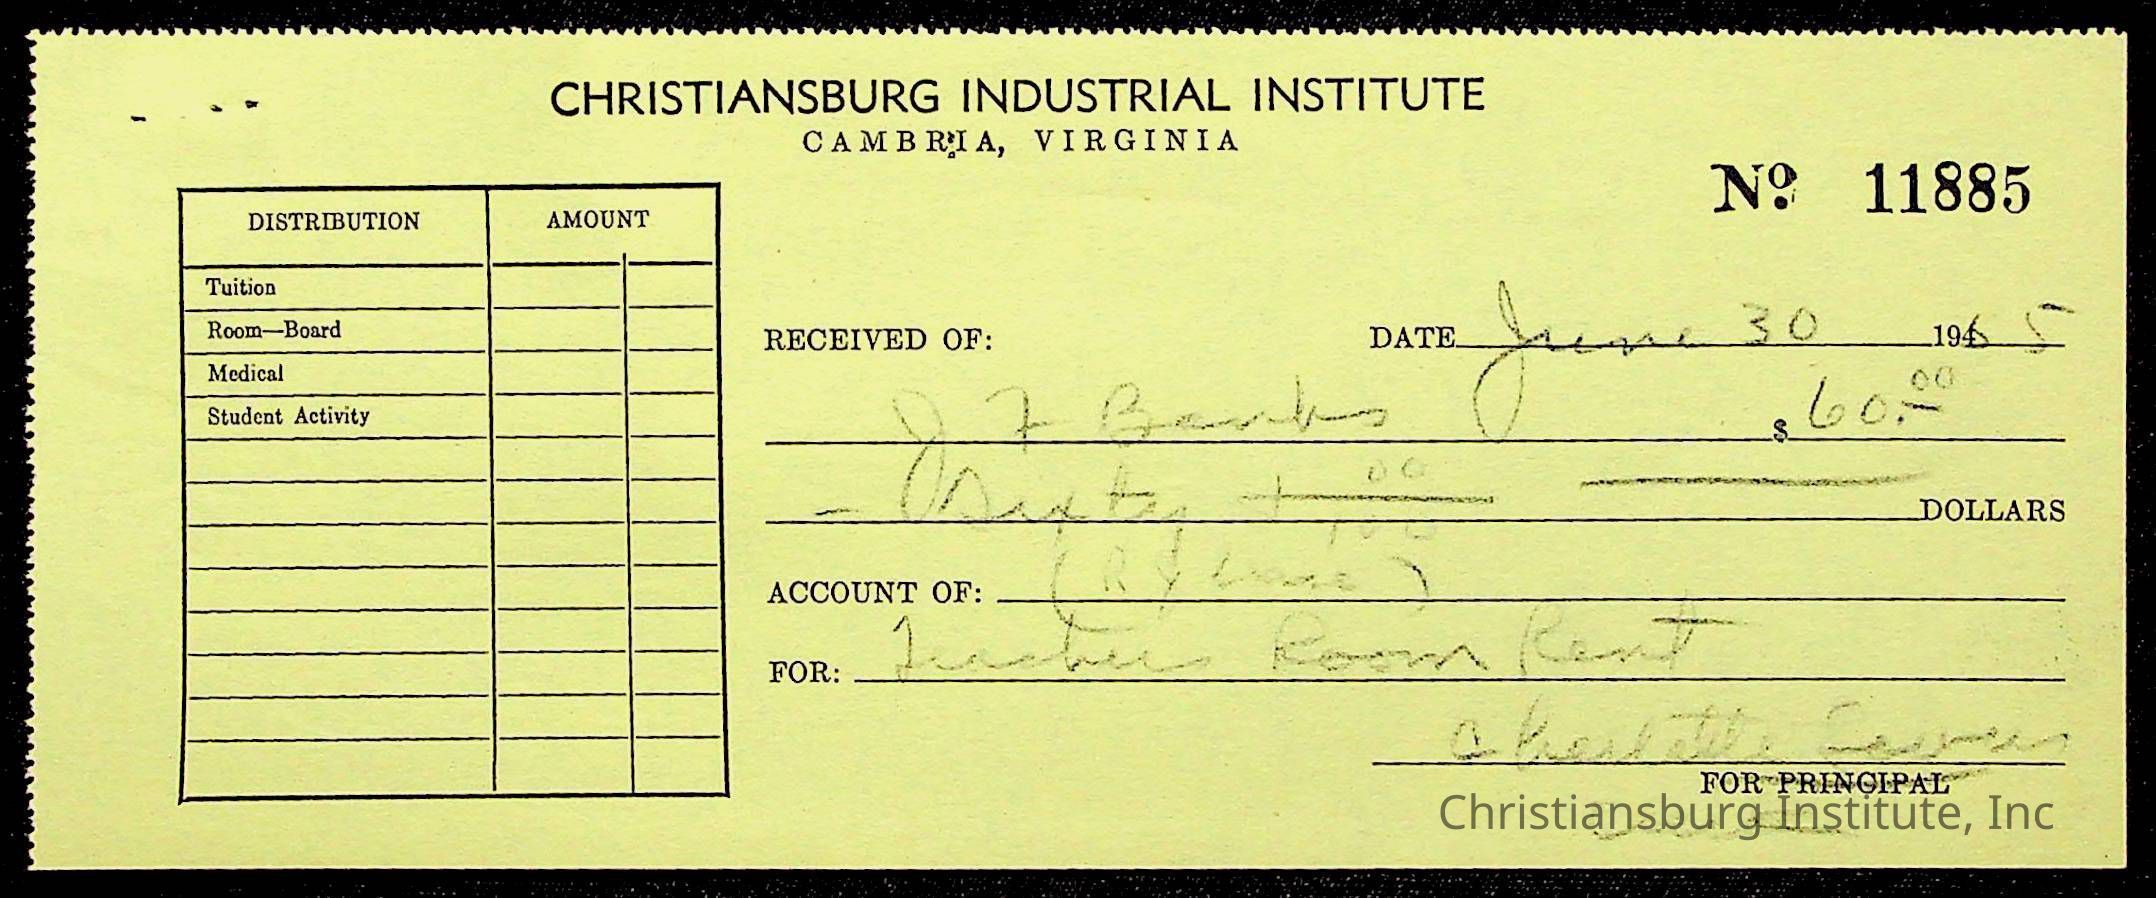 CHRISTIANSBURG INDUSTRIAL INSTITUTE
CAMBRIA, VIRGINIA
Nº 11885
DISTRIBUTION AMOUNT
Tuition
Room—Board
Medical
Student Activity
RECEIVED OF: DATE June 30 1965
J F Banks $ 60.00
Sixty + 00/100 DOLLARS
ACCOUNT OF:
FOR: Teachers Room Rent
FOR PRINCIPAL
Christiansburg Institute, Inc